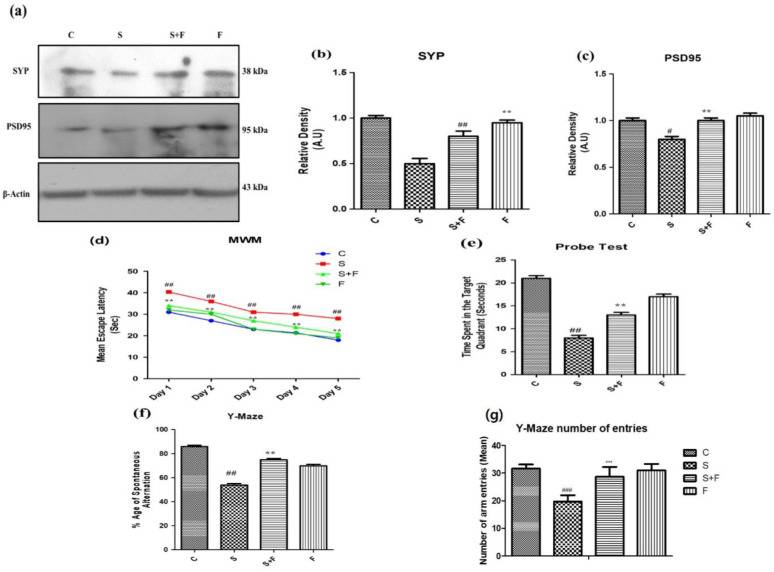 (a)
C S S+F F
SYP 38 kDa
PSD95 95 kDa
β-Actin 43 kDa
(b) SYP
Relative Density
(A.U)
1.5
1.0
0.5
0.0
##
**
C S S+F F
(c) PSD95
Relative Density
(A.U)
1.5
1.0
0.5
0.0
#
**
C S S+F F
(d) MWM
Mean Escape Latency
(Sec)
50
40
30
20
10
0
## ## ## ## ##
** ** ** ** **
Day 1 Day 2 Day 3 Day 4 Day 5
C
S
S+F
F
(e) Probe Test
Time Spent in the Target
Quadrant (Seconds)
25
20
15
10
5
0
##
**
C S S+F F
(f) Y-Maze
% Age of Spontaneous
Alternation
100
80
60
40
20
0
##
**
C S S+F F
(g)
Y-Maze number of entries
Number of arm entries (Mean)
50
40
30
20
10
0
###
***
C
S
S+F
F